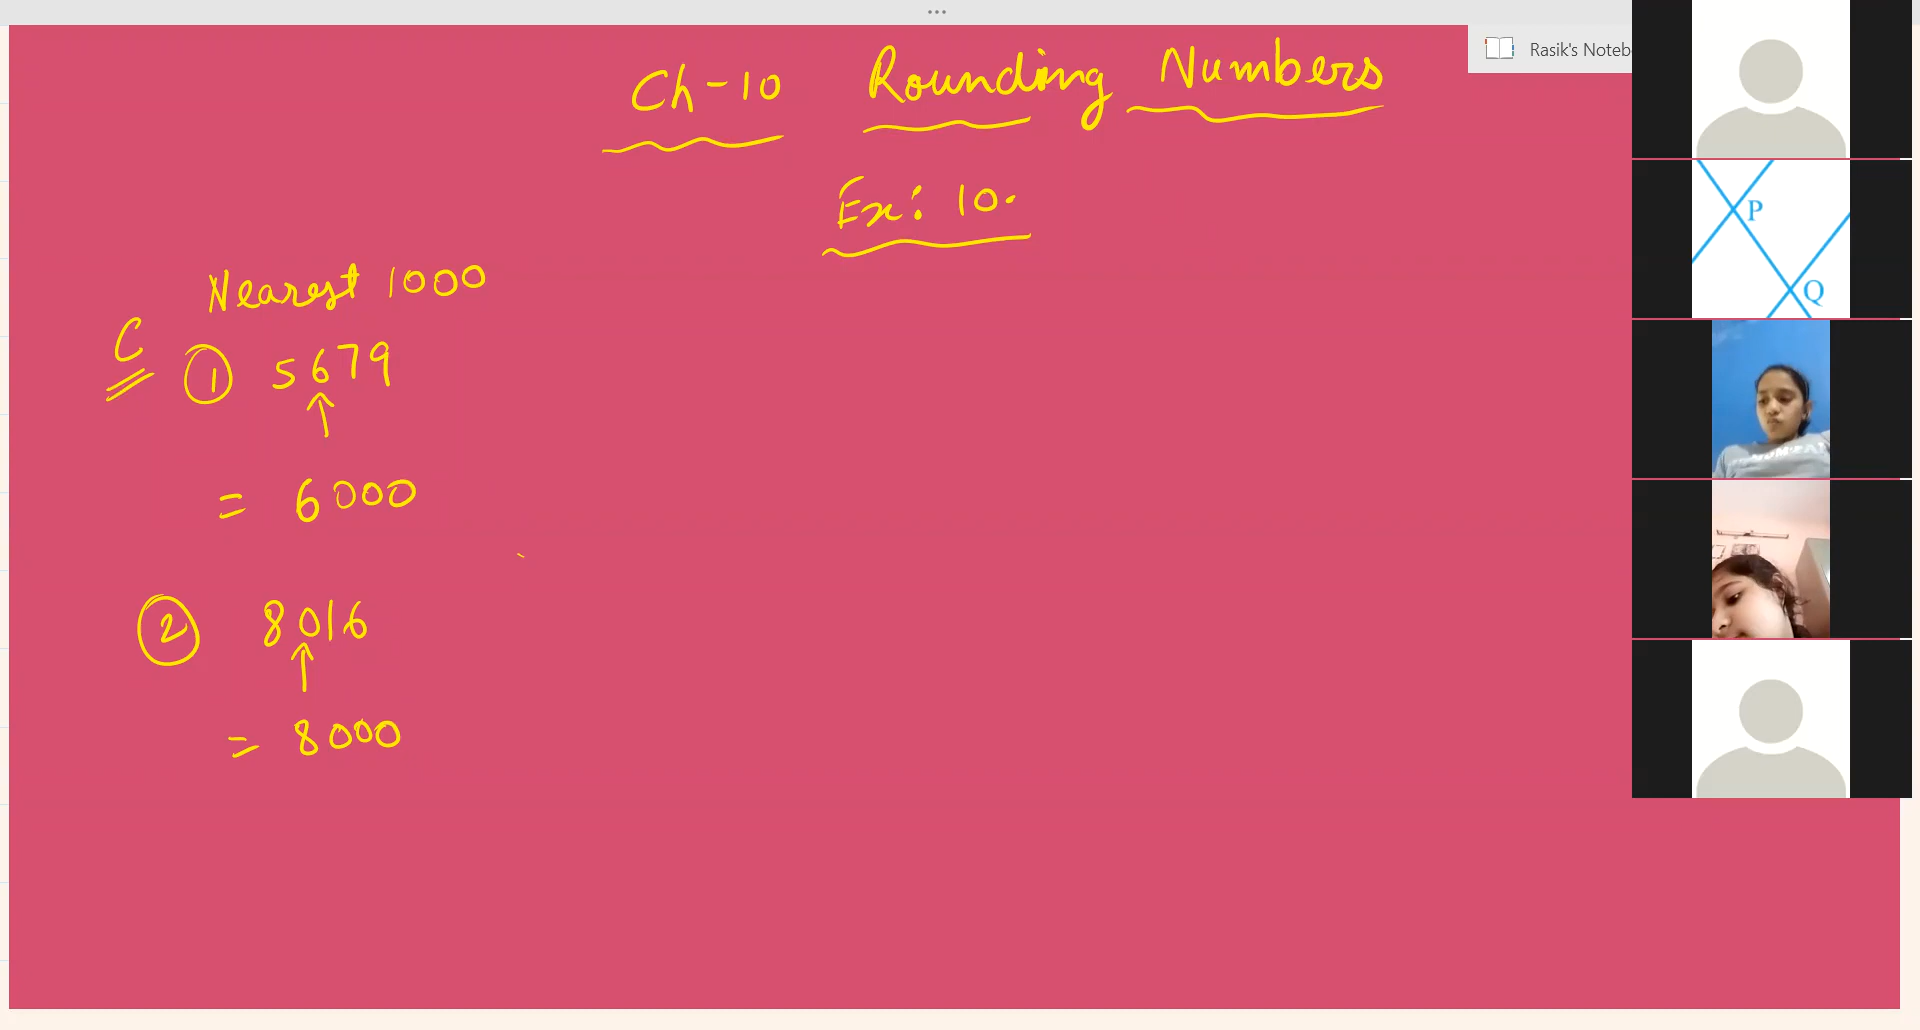 Ch-10 Rounding Numbers
Rasik's Noteb
Ex: 10.
Nearest 1000
C
① 5679
↑
= 6000
② 8016
↑
= 8000
P
Q